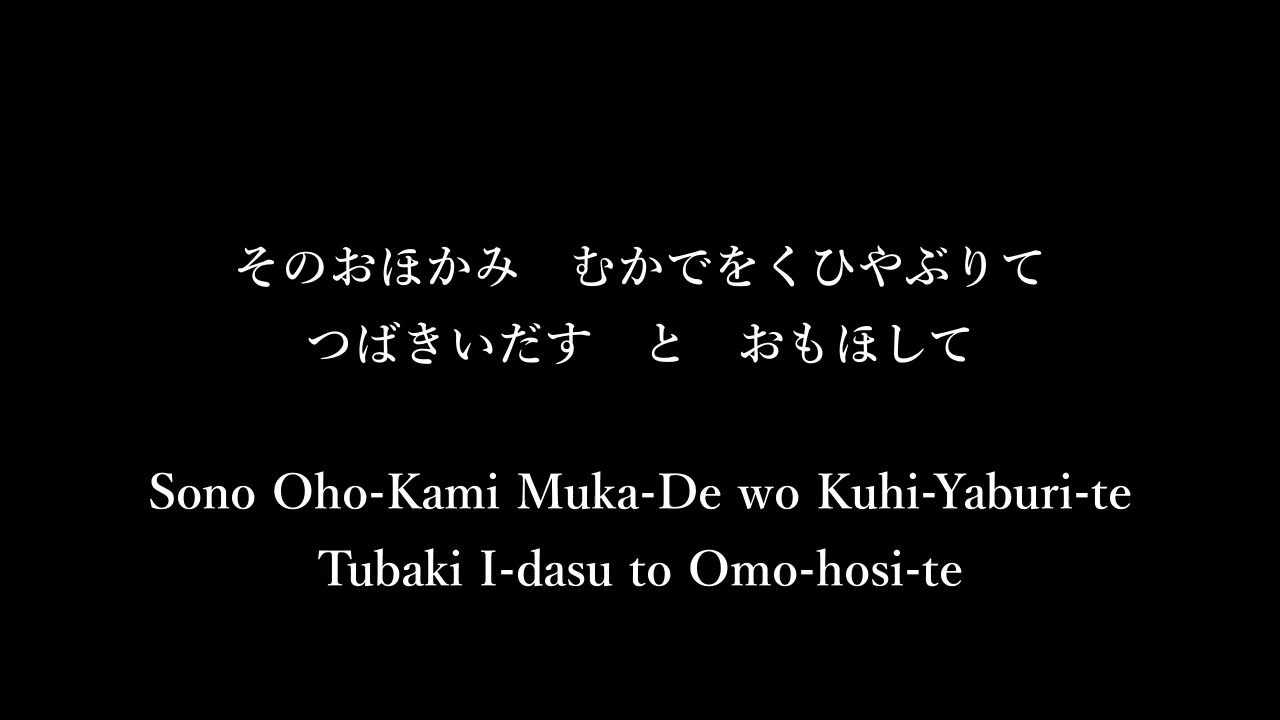 そのおほかみ　むかでをくひやぶりて
つばきいだす　と　おもほして
Sono Oho-Kami Muka-De wo Kuhi-Yaburi-te
Tubaki I-dasu to Omo-hosi-te